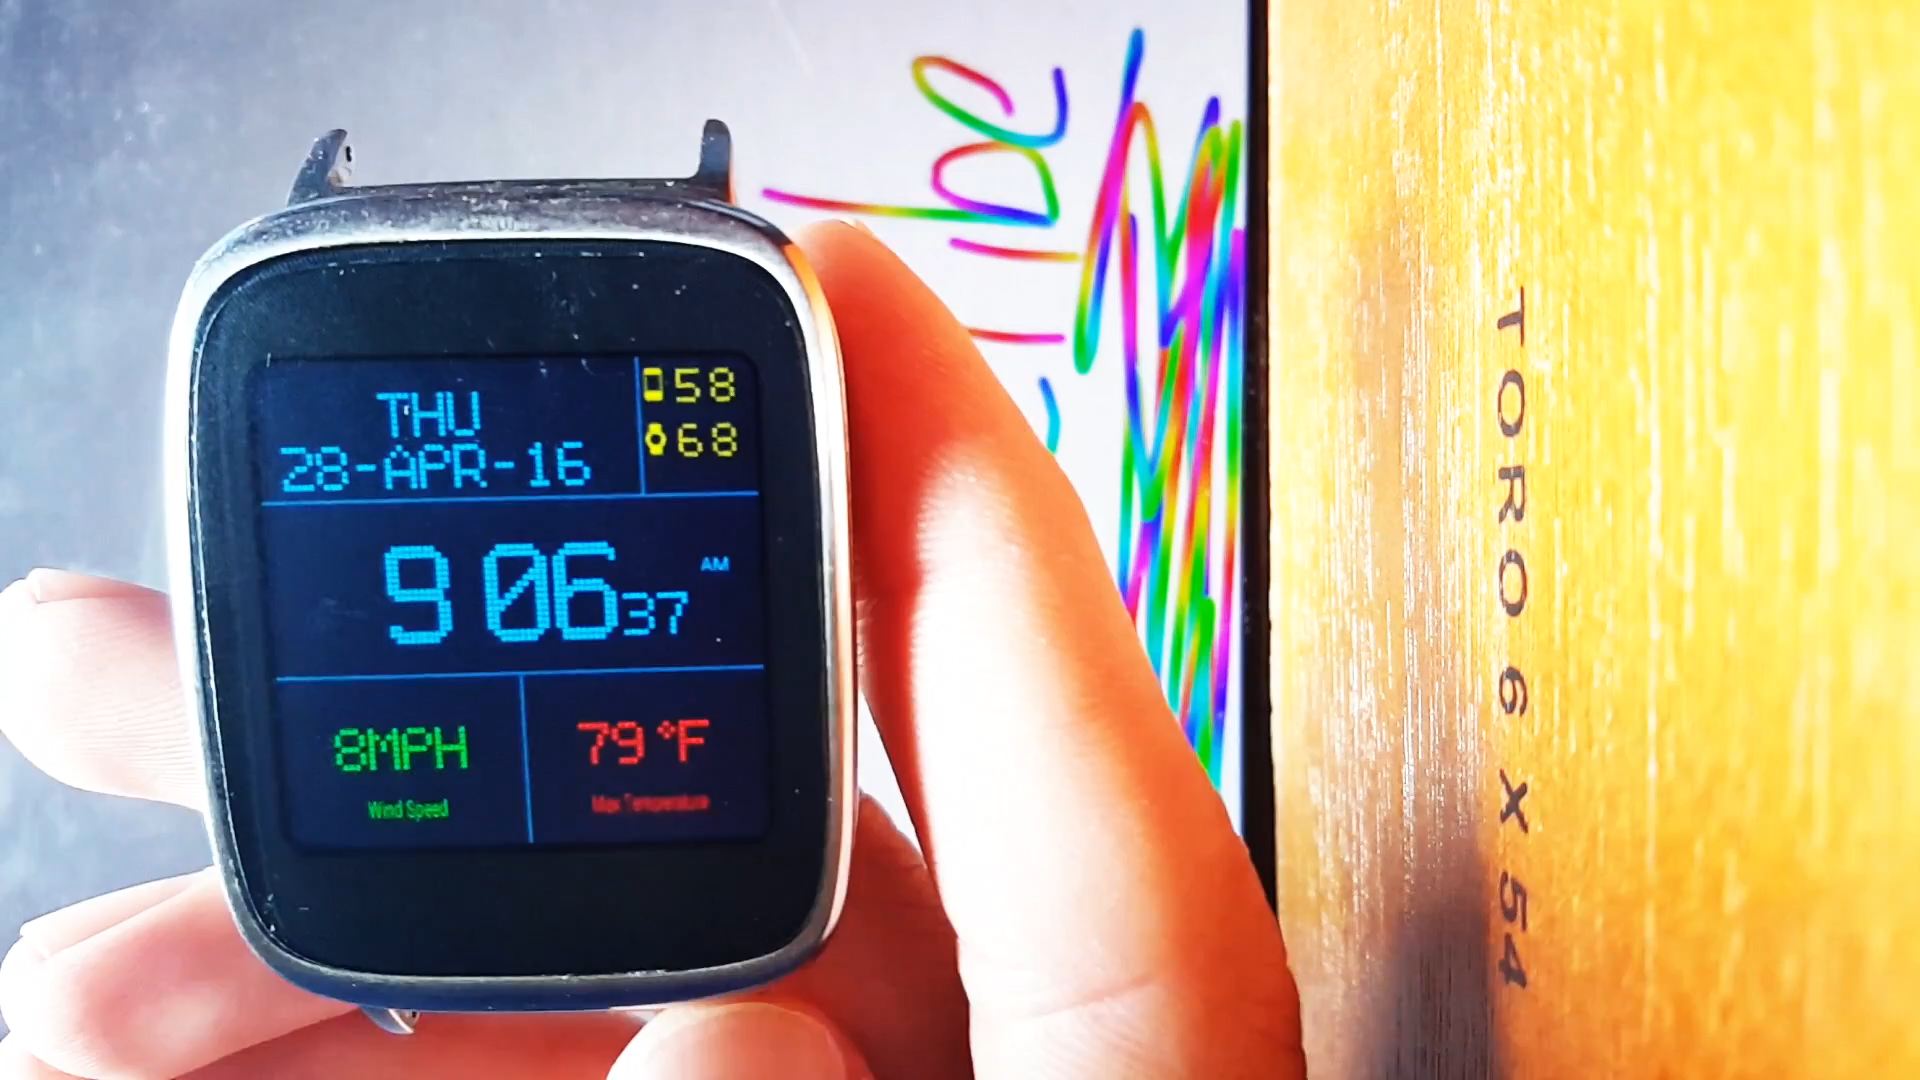 THU
28-APR-16
58
68
9 06 37 AM
8MPH
Wind Speed
79 °F
Max Temperature
TORO 6 X 54